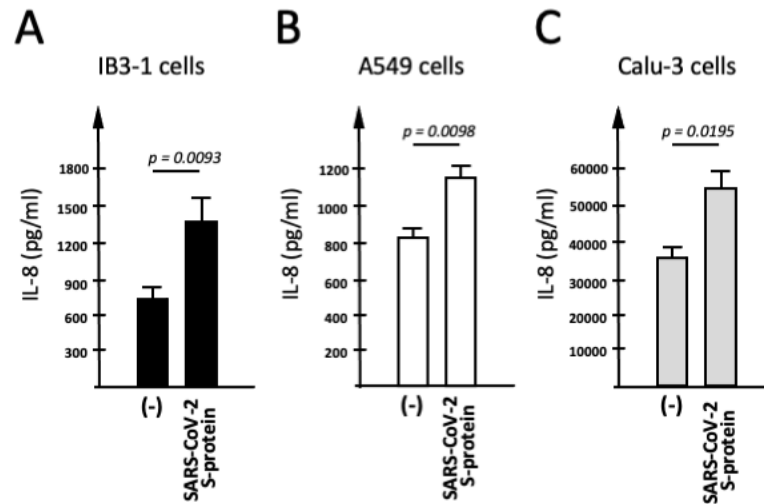 A
IB3-1 cells
p = 0.0093
IL-8 (pg/ml)
1800
1500
1200
900
600
300
(-)
SARS-CoV-2
S-protein
B
A549 cells
p = 0.0098
IL-8 (pg/ml)
1200
1000
800
600
400
200
(-)
SARS-CoV-2
S-protein
C
Calu-3 cells
p = 0.0195
IL-8 (pg/ml)
60000
50000
40000
30000
20000
10000
(-)
SARS-CoV-2
S-protein